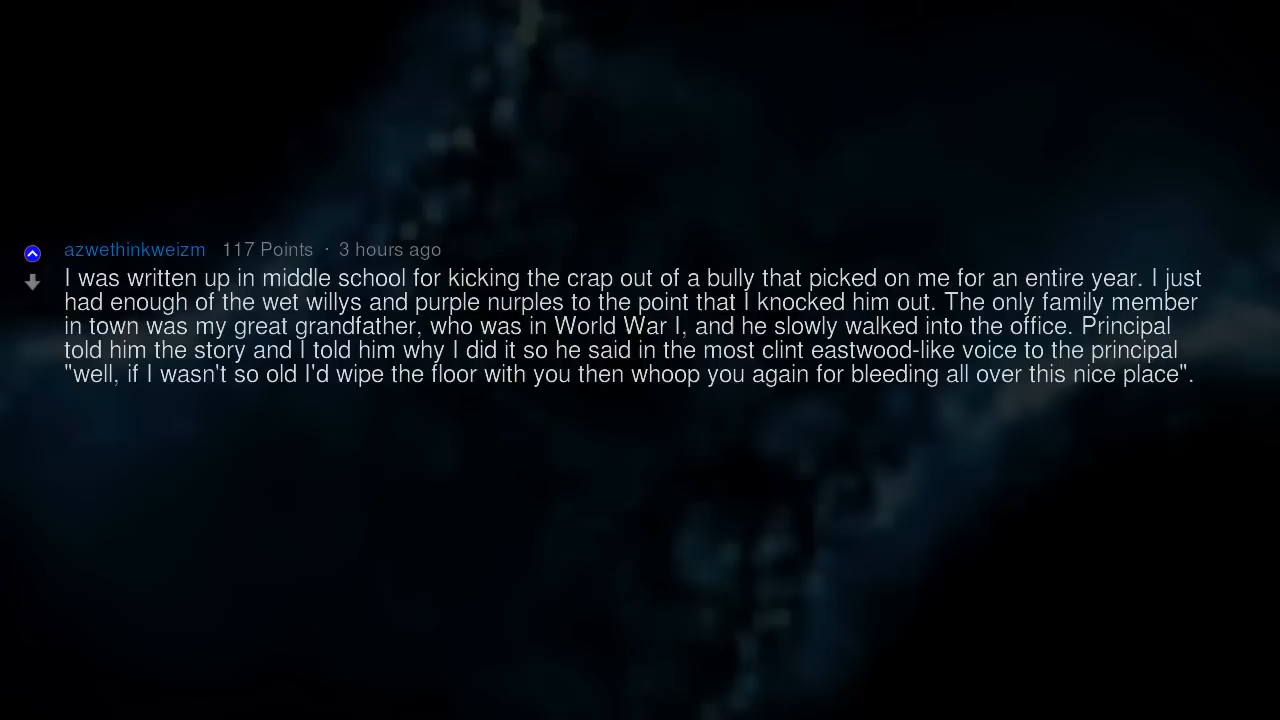 azwethinkweizm 117 Points · 3 hours ago
I was written up in middle school for kicking the crap out of a bully that picked on me for an entire year. I just
had enough of the wet willys and purple nurples to the point that I knocked him out. The only family member
in town was my great grandfather, who was in World War I, and he slowly walked into the office. Principal
told him the story and I told him why I did it so he said in the most clint eastwood-like voice to the principal
"well, if I wasn't so old I'd wipe the floor with you then whoop you again for bleeding all over this nice place".